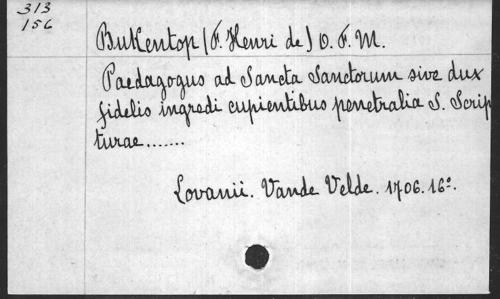 313
156
Bukentop (F. Henri de) O. F. M.
Paedagogus ad Sancta Sanctorum sive dux
fidelis ingredi cupientibus penetralia S. Scrip
turae.......
Lovanii. Vande Velde. 1706. 16º.